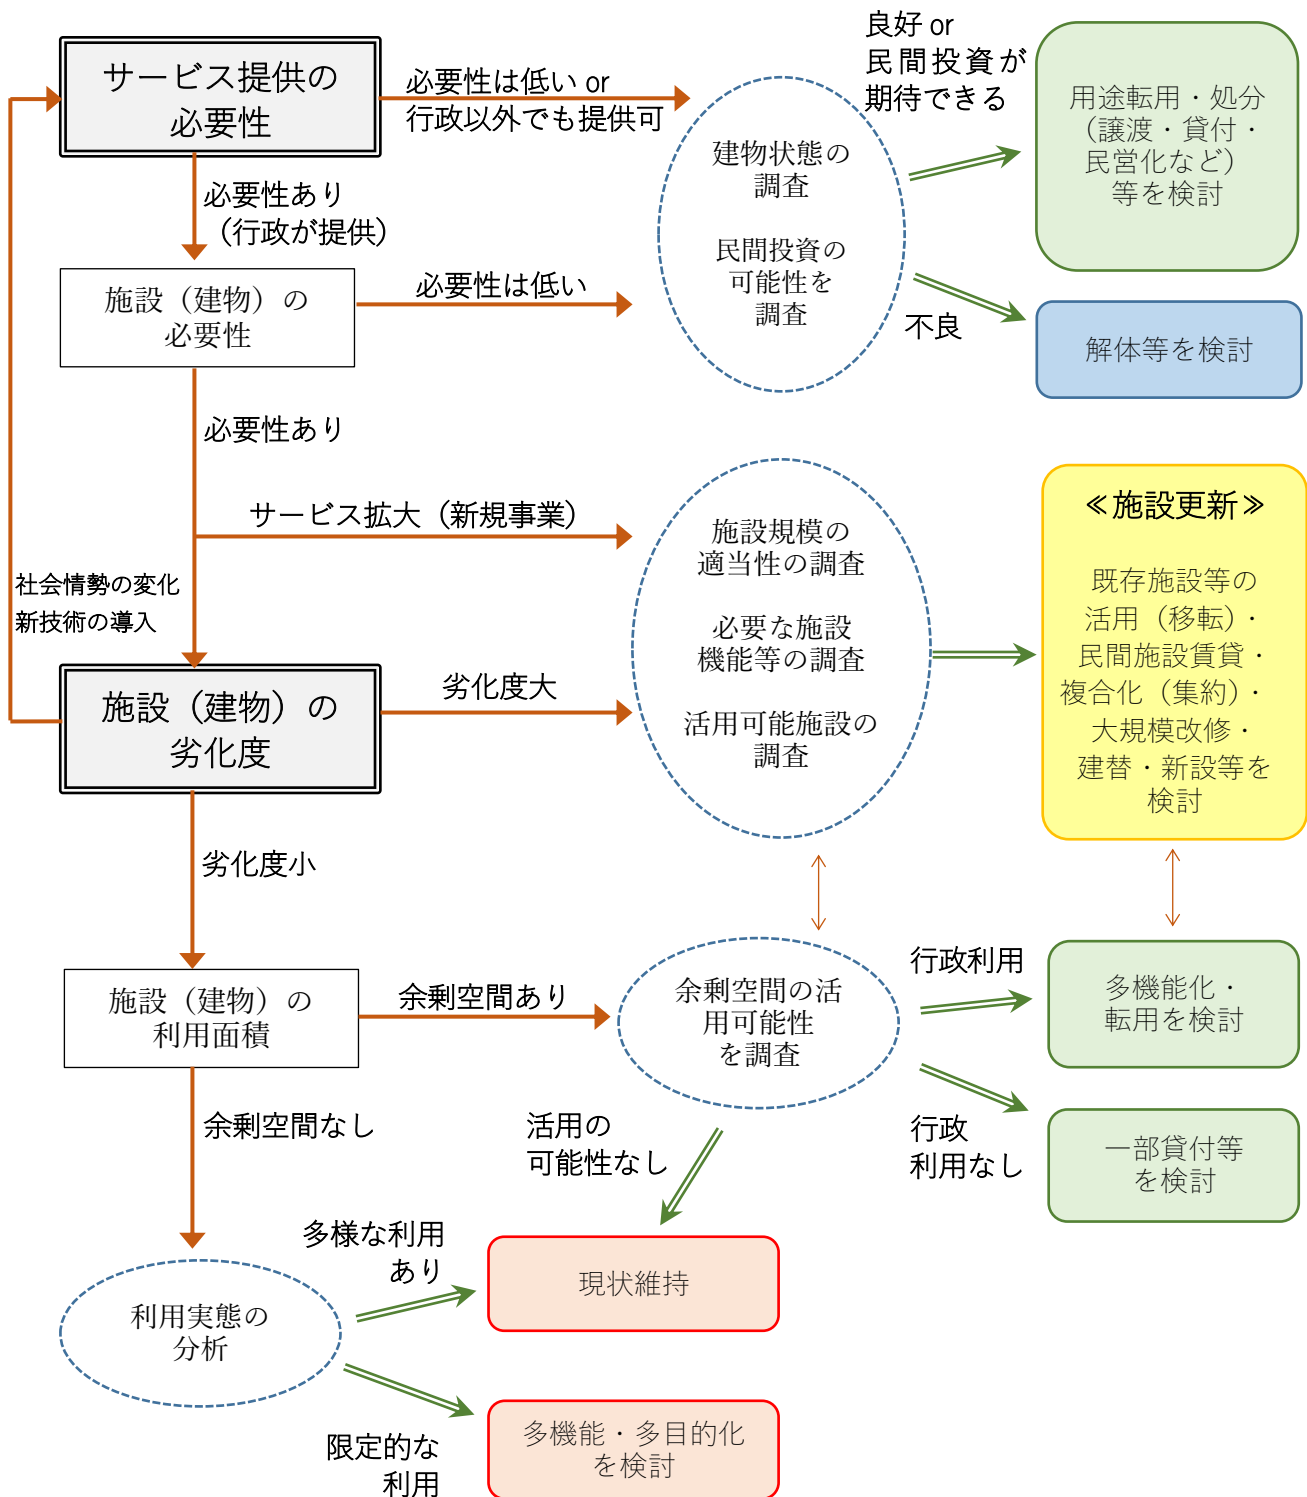 サービス提供の
必要性
必要性は低い or
行政以外でも提供可
良好 or
民間投資が
期待できる
用途転用・処分
（譲渡・貸付・
民営化など）
等を検討
建物状態の
調査
民間投資の
可能性を
調査
必要性あり
（行政が提供）
施設（建物）の
必要性
必要性は低い
不良
解体等を検討
必要性あり
サービス拡大（新規事業）
施設規模の
適当性の調査
必要な施設
機能等の調査
活用可能施設の
調査
≪施設更新≫
既存施設等の
活用（移転）・
民間施設賃貸・
複合化（集約）・
大規模改修・
建替・新設等を
検討
社会情勢の変化
新技術の導入
施設（建物）の
劣化度
劣化度大
劣化度小
施設（建物）の
利用面積
余剰空間あり
余剰空間の活
用可能性
を調査
行政利用
多機能化・
転用を検討
行政
利用なし
一部貸付等
を検討
余剰空間なし
活用の
可能性なし
多様な利用
あり
現状維持
利用実態の
分析
限定的な
利用
多機能・多目的化
を検討